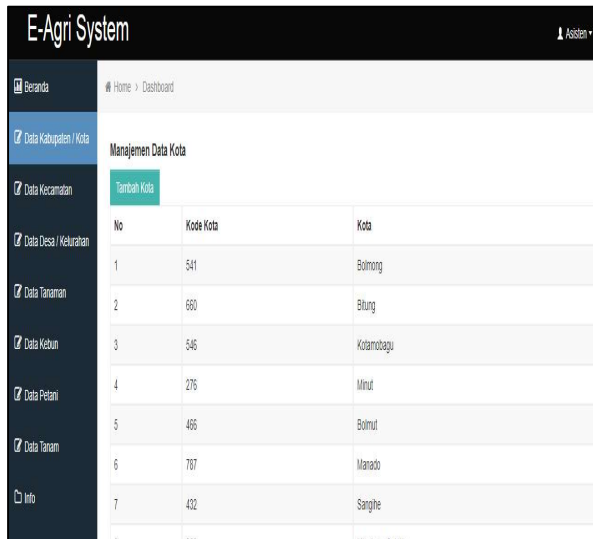 E-Agri System
Asisten
Beranda
Home > Dashboard
Data Kabupaten / Kota
Data Kecamatan
Data Desa / Kelurahan
Data Tanaman
Data Kebun
Data Petani
Data Tanam
Info
Manajemen Data Kota
Tambah Kota
No Kode Kota Kota
1 541 Bolmong
2 660 Bitung
3 546 Kotamobagu
4 276 Minut
5 466 Bolmut
6 787 Manado
7 432 Sangihe